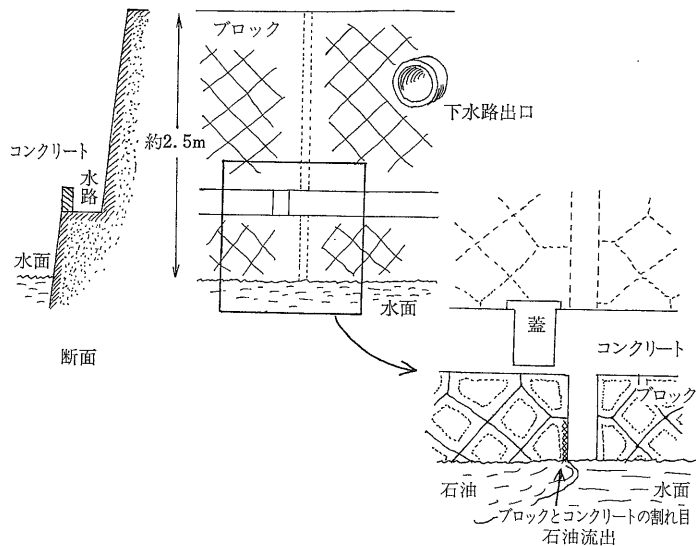 ブロック
下水路出口
約2.5m
コンクリート
水路
水面
水面
断面
蓋
コンクリート
ブロック
石油
水面
ブロックとコンクリートの割れ目
石油流出